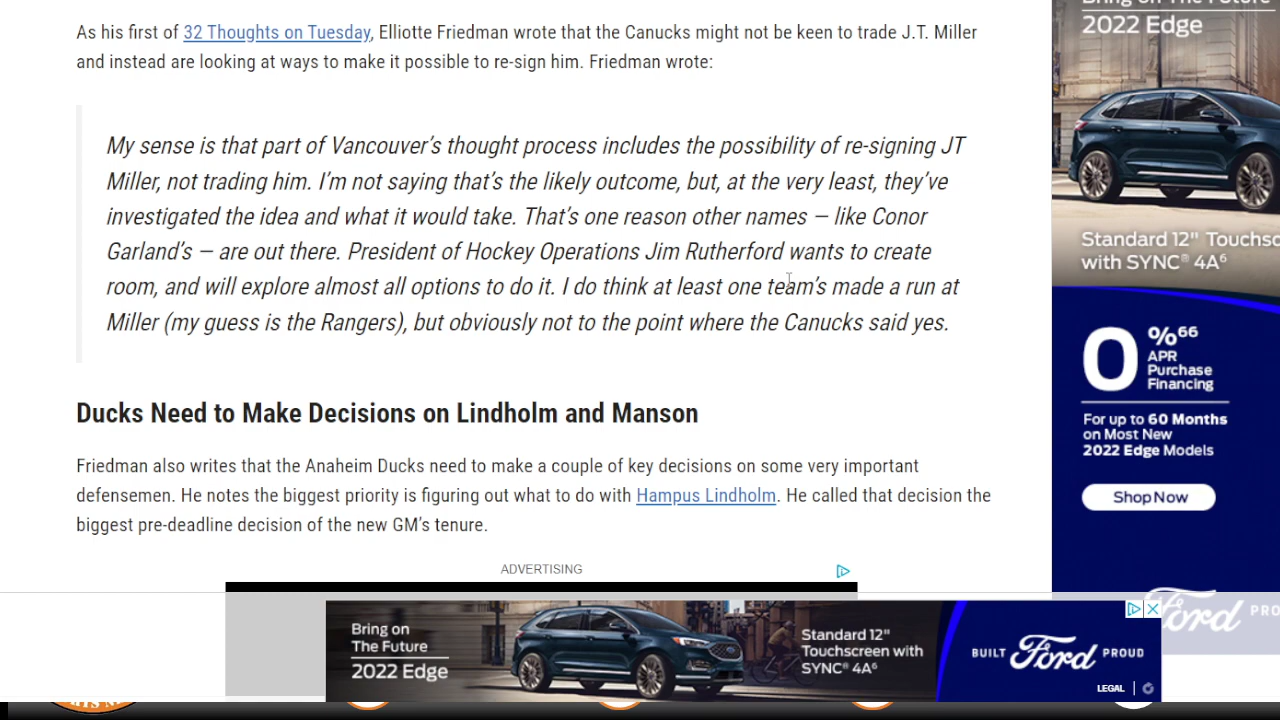 As his first of 32 Thoughts on Tuesday, Elliotte Friedman wrote that the Canucks might not be keen to trade J.T. Miller
and instead are looking at ways to make it possible to re-sign him. Friedman wrote:
My sense is that part of Vancouver's thought process includes the possibility of re-signing JT
Miller, not trading him. I'm not saying that's the likely outcome, but, at the very least, they've
investigated the idea and what it would take. That's one reason other names — like Conor
Garland's — are out there. President of Hockey Operations Jim Rutherford wants to create
room, and will explore almost all options to do it. I do think at least one team's made a run at
Miller (my guess is the Rangers), but obviously not to the point where the Canucks said yes.
Ducks Need to Make Decisions on Lindholm and Manson
Friedman also writes that the Anaheim Ducks need to make a couple of key decisions on some very important
defensemen. He notes the biggest priority is figuring out what to do with Hampus Lindholm. He called that decision the
biggest pre-deadline decision of the new GM's tenure.
ADVERTISING
Bring on The Future
2022 Edge
Standard 12" Touchsc
with SYNC® 4A⁶
0 %⁶⁶
APR
Purchase
Financing
For up to 60 Months
on Most New
2022 Edge Models
Shop Now
Ford PRO
Bring on
The Future
2022 Edge
Standard 12"
Touchscreen with
SYNC® 4A⁶
BUILT Ford PROUD
LEGAL